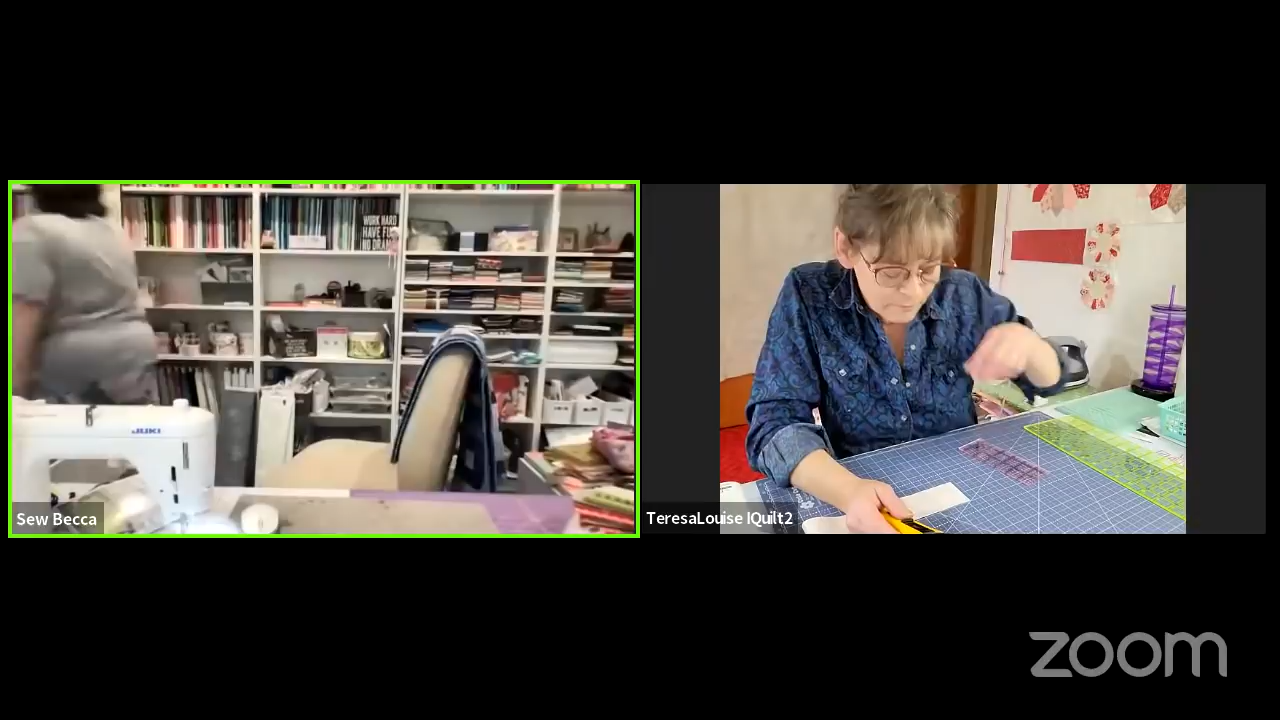 WORK HARD
HAVE FUN
NO DRAMA
JUKI
Sew Becca
TeresaLouise IQuilt2
zoom